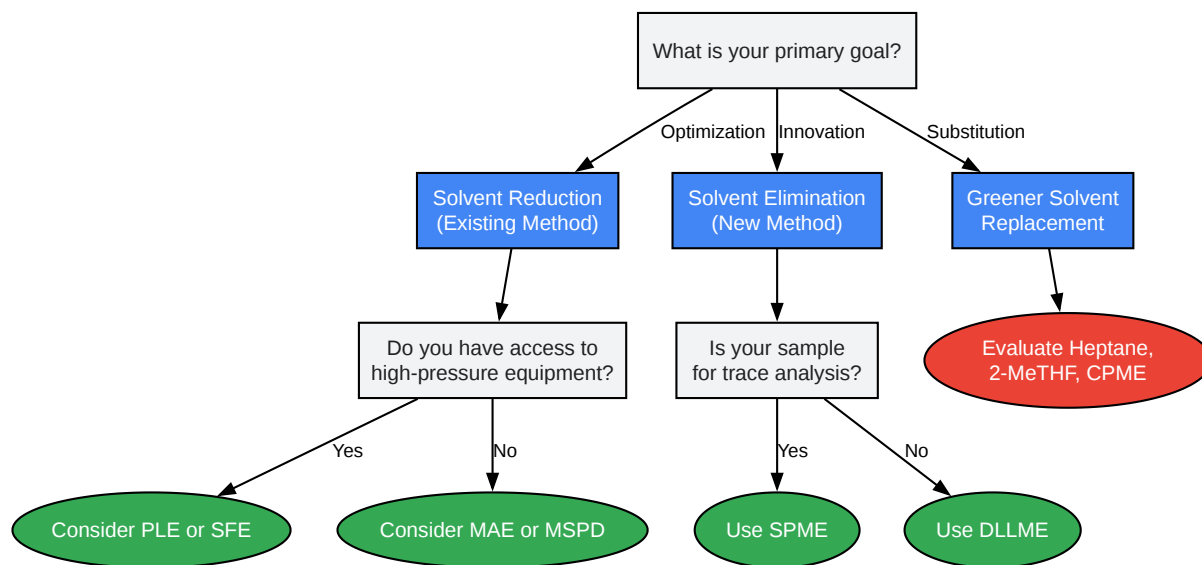 What is your primary goal?
Optimization
Innovation
Substitution
Solvent Reduction
(Existing Method)
Solvent Elimination
(New Method)
Greener Solvent
Replacement
Do you have access to
high-pressure equipment?
Is your sample
for trace analysis?
Evaluate Heptane,
2-MeTHF, CPME
Yes
No
Yes
No
Consider PLE or SFE
Consider MAE or MSPD
Use SPME
Use DLLME